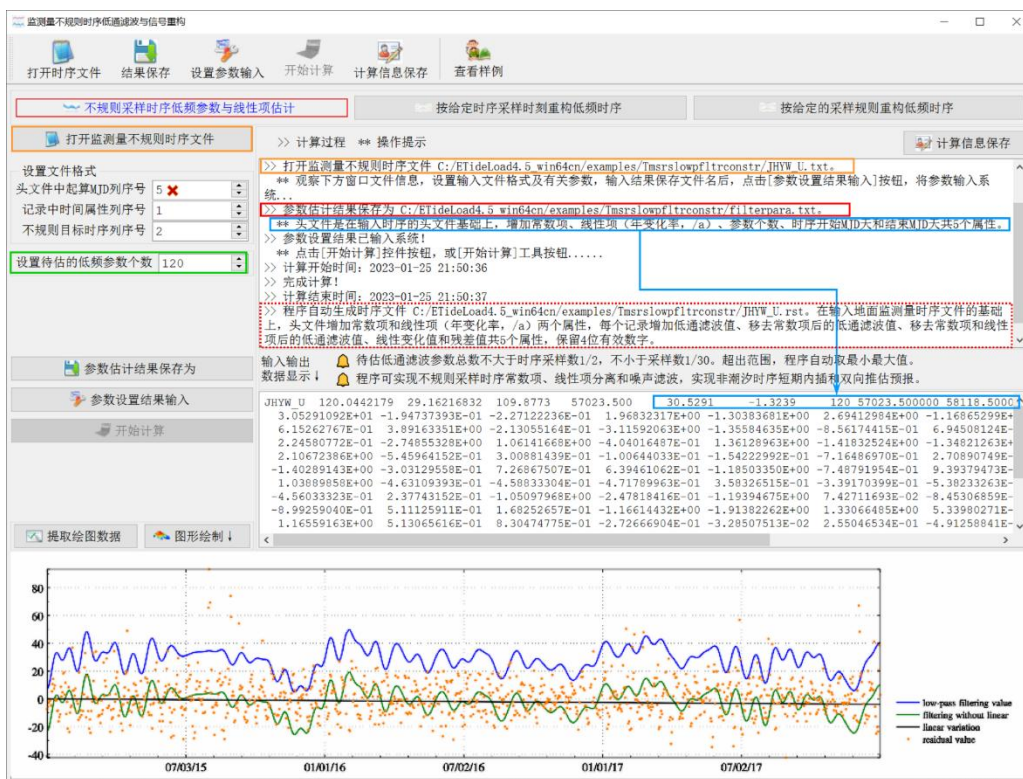 监测量不规则时序低通滤波与信号重构
打开时序文件 结果保存 设置参数输入 开始计算 计算信息保存 查看样例
不规则采样时序低频参数与线性项估计 按给定时序采样时刻重构低频时序 按给定的采样规则重构低频时序
打开监测量不规则时序文件
>> 计算过程 ** 操作提示
计算信息保存
设置文件格式
头文件中起算MJD列序号 5
记录中时间属性列序号 1
不规则目标时序列序号 2
设置待估的低频参数个数 120
>> 打开监测量不规则时序文件 C:/ETideLoad4.5_win64cn/examples/Tmsrslowpfltrconstr/JHYW_U.txt。
** 观察下方窗口文件信息，设置输入文件格式及有关参数，输入结果保存文件名后，点击[参数设置结果输入]按钮，将参数输入系
统...
>> 参数估计结果保存为 C:/ETideLoad4.5_win64cn/examples/Tmsrslowpfltrconstr/filterpara.txt。
** 头文件是在输入时序的头文件基础上，增加常数项、线性项（年变化率，/a）、参数个数、时序开始MJD大和结束MJD大共5个属性。
>> 参数设置结果已输入系统！
** 点击[开始计算]控件按钮，或[开始计算]工具按钮......
>> 计算开始时间：2023-01-25 21:50:36
>> 完成计算！
>> 计算结束时间：2023-01-25 21:50:37
>> 程序自动生成时序文件 C:/ETideLoad4.5_win64cn/examples/Tmsrslowpfltrconstr/JHYW_U.rst。在输入地面监测量时序文件的基础
上，头文件增加常数项和线性项（年变化率，/a）两个属性，每个记录增加低通滤波值、移去常数项后的低通滤波值、移去常数项和线性
项后的低通滤波值、线性变化值和残差值共5个属性，保留4位有效数字。
参数估计结果保存为
参数设置结果输入
开始计算
输入输出 待估低通滤波参数总数不大于时序采样数1/2，不小于采样数1/30。超出范围，程序自动取最小最大值。
数据显示↓ 程序可实现不规则采样时序常数项、线性项分离和噪声滤波，实现非潮汐时序短期内插和双向推估预报。
JHYW_U 120.0442179 29.16216832 109.8773 57023.500 30.5291 -1.3239 120 57023.500000 58118.5000
3.05291092E+01 -1.94737393E-01 -2.27122236E-01 1.96832317E+00 -1.30383681E+00 2.69412984E+00 -1.16865299E+
6.15262767E-01 3.89163351E+00 -2.13055164E-01 -3.11592063E+00 -1.35584635E+00 -8.56174415E-01 6.94508124E-
2.24580772E-01 -2.74855328E+00 1.06141668E+00 -4.04016487E-01 1.36128963E+00 -1.41832524E+00 -1.34821263E+
2.10672386E+00 -5.45964152E-01 3.00881439E-01 -1.00644033E-01 -1.54222992E-01 -7.16486970E-01 2.70890749E-
-1.40289143E+00 -3.03129558E-01 7.26867507E-01 6.39461062E-01 -1.18503350E+00 -7.48791954E-01 9.39379473E-
1.03889858E+00 -4.63109393E-01 -4.58833304E-01 -4.71789963E-01 3.58326515E-01 -3.39170399E-01 -5.38233263E-
-4.56033323E-01 2.37743152E-01 -1.05097968E+00 -2.47818416E-01 -1.19394675E+00 7.42711693E-02 -8.45306859E-
-8.99259040E-01 5.11125911E-01 1.68252657E-01 -1.16614432E+00 -1.91382262E+00 1.33066485E+00 5.33980271E-
1.16559163E+00 5.13065616E-01 8.30474775E-01 -2.72666904E-01 -3.28507513E-02 2.55046534E-01 -4.91258841E-
提取绘图数据 图形绘制↓
80
60
40
20
0
-20
-40
07/03/15 01/01/16 07/02/16 01/01/17 07/02/17
low-pass filtering value
filtering without linear
linear variation
residual value